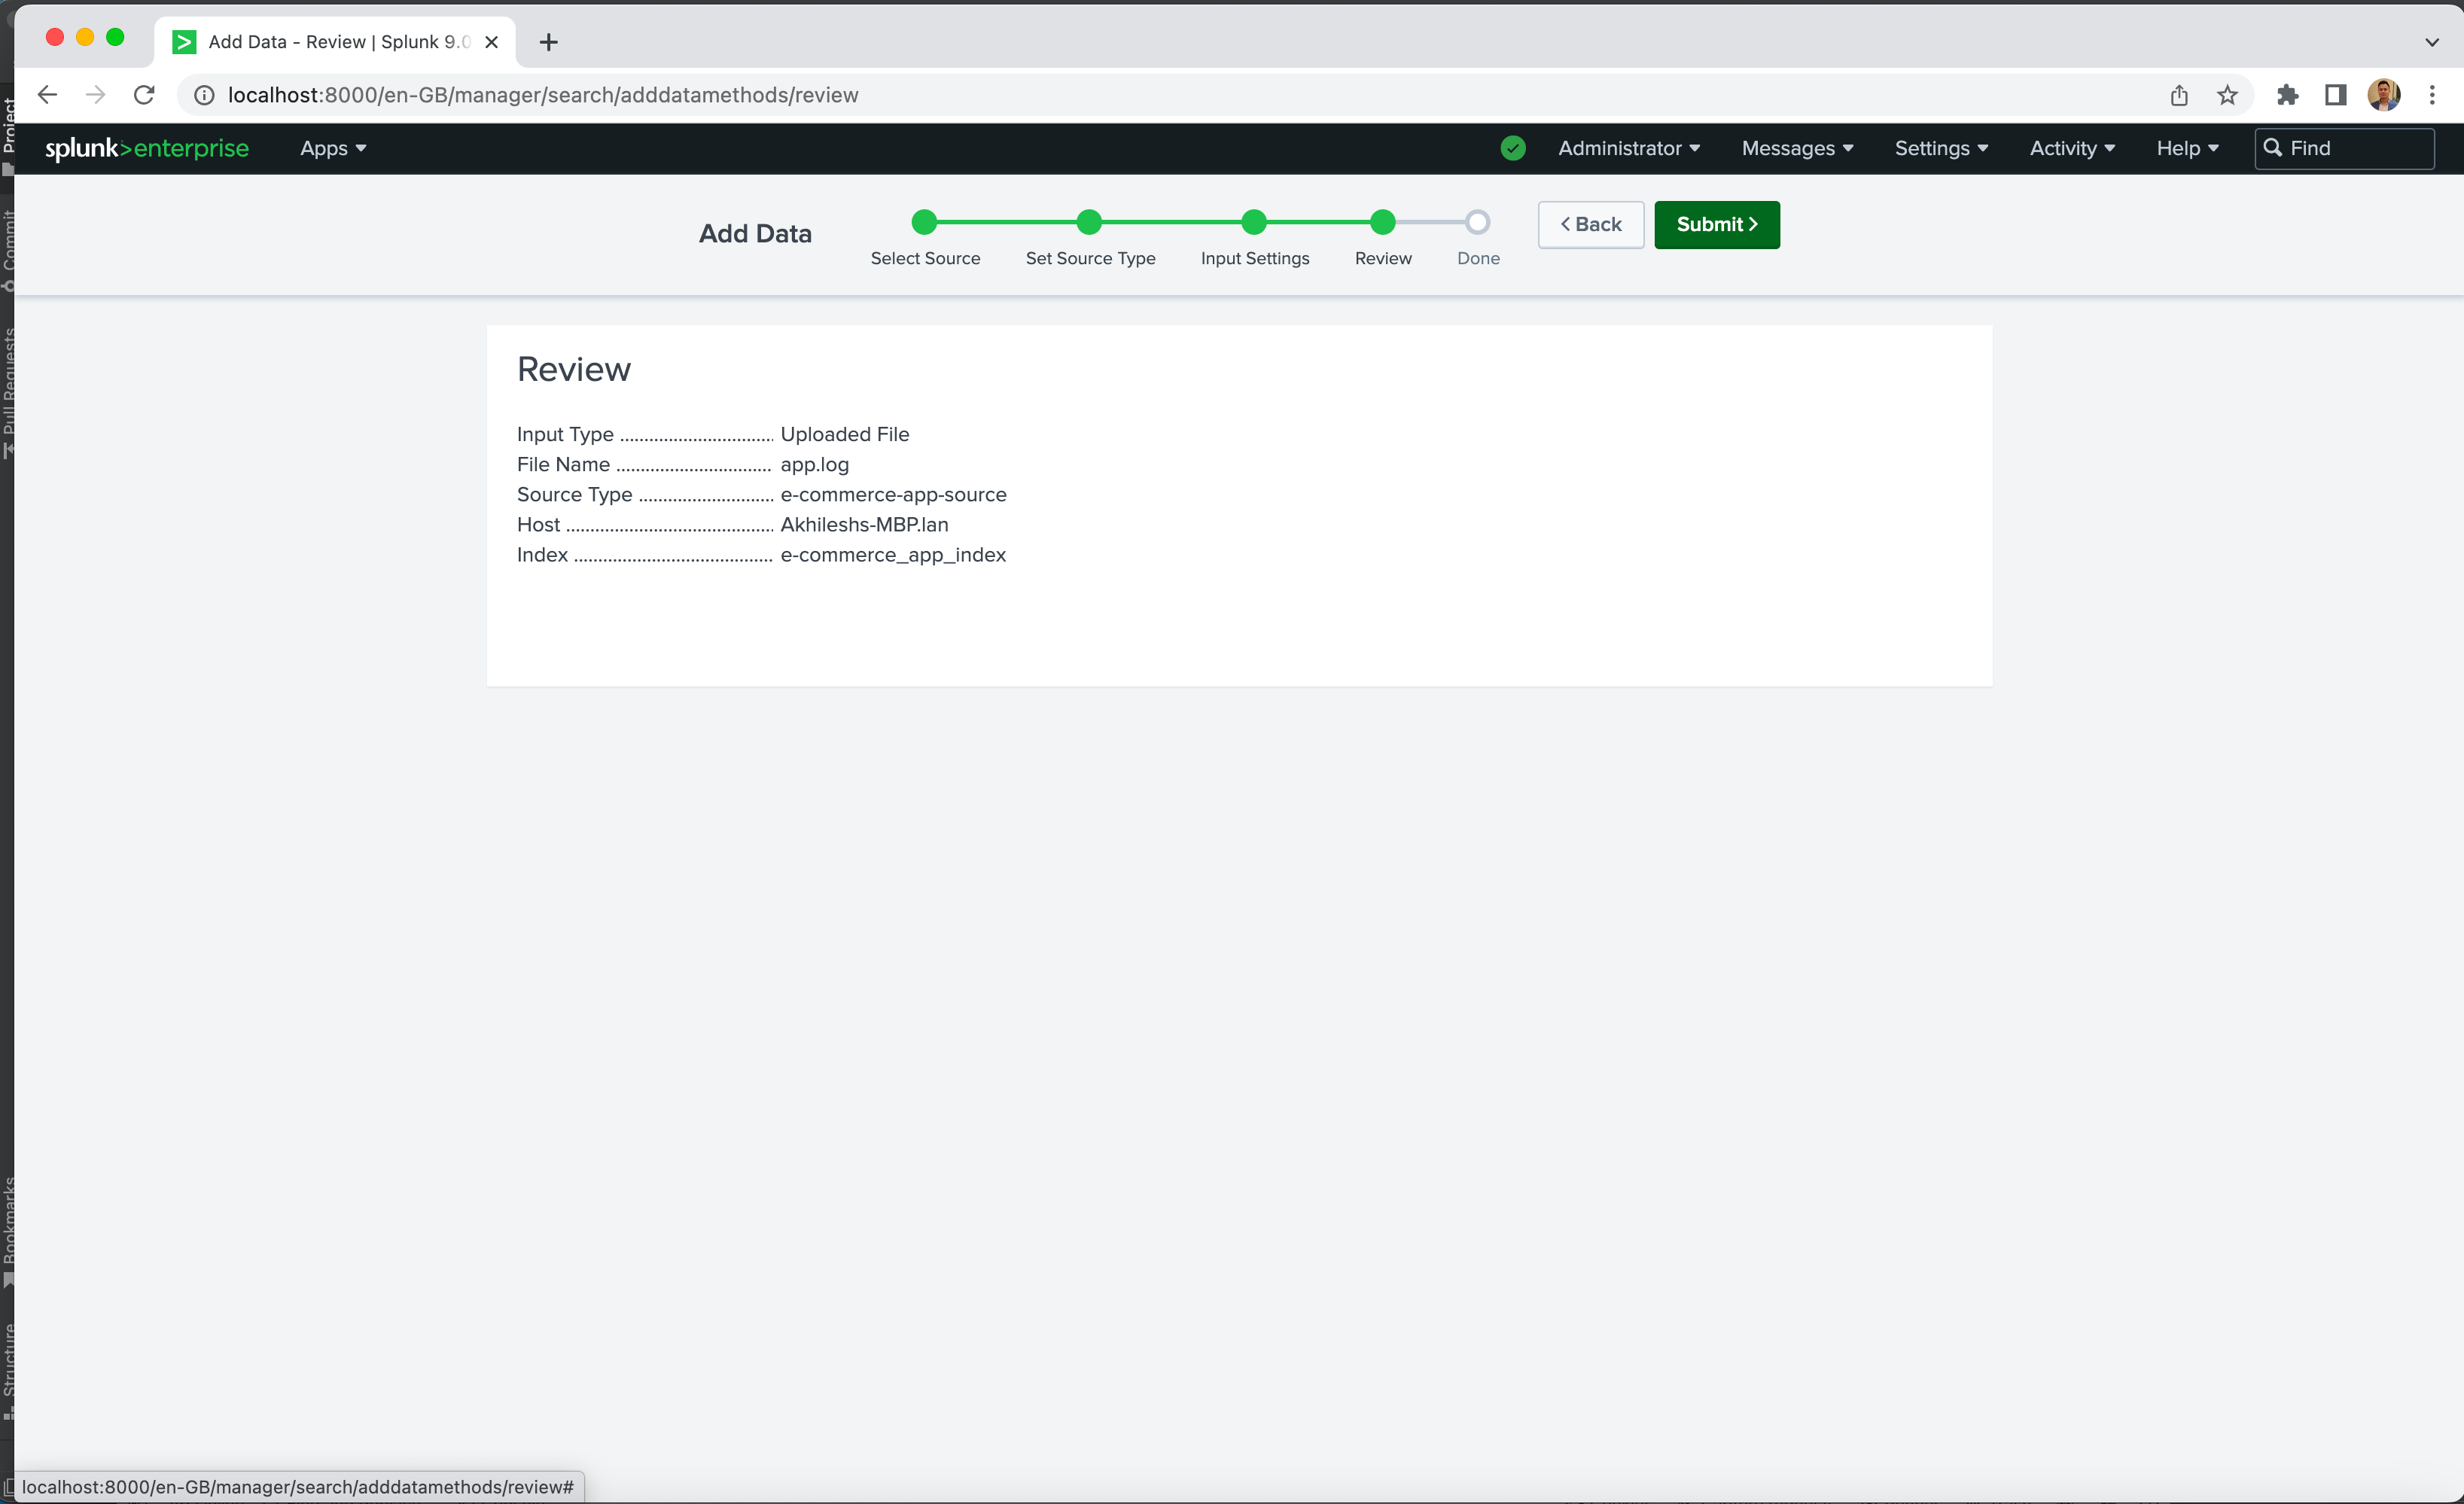 Add Data - Review | Splunk 9.0
localhost:8000/en-GB/manager/search/adddatamethods/review
splunk>enterprise Apps Administrator Messages Settings Activity Help Find
Add Data Select Source Set Source Type Input Settings Review Done < Back Submit >
Review
Input Type ................................ Uploaded File
File Name ................................ app.log
Source Type ............................ e-commerce-app-source
Host ........................................... Akhileshs-MBP.lan
Index ......................................... e-commerce_app_index
Project
Commit
Pull Requests
Bookmarks
Structure
localhost:8000/en-GB/manager/search/adddatamethods/review#